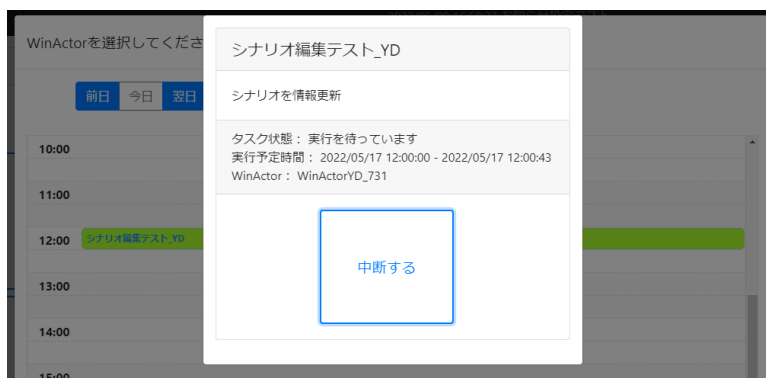 WinActorを選択してくださ
前日 今日 翌日
10:00
11:00
12:00 シナリオ編集テスト_YD
13:00
14:00
15:00
シナリオ編集テスト_YD
シナリオを情報更新
タスク状態： 実行を待っています
実行予定時間： 2022/05/17 12:00:00 - 2022/05/17 12:00:43
WinActor： WinActorYD_731
中断する